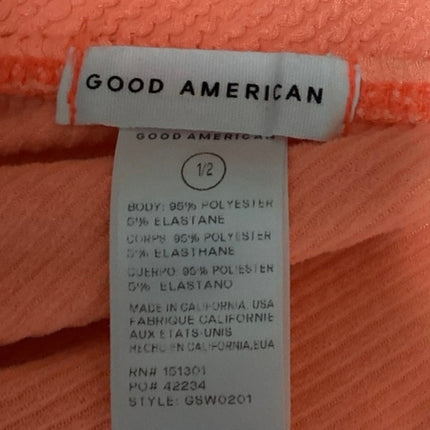 GOOD AMERICAN
GOOD AMERICAN
1/2
BODY: 95% POLYESTER
5% ELASTANE
CORPS: 95% POLYESTER
5% ELASTHANE
CUERPO: 95% POLIESTER
5% ELASTANO
MADE IN CALIFORNIA, USA
FABRIQUE CALIFORNIE
AUX ETATS-UNIS
HECHO EN CALIFORNIA, EUA
RN# 151301
PO# 42234
STYLE: GSW0201